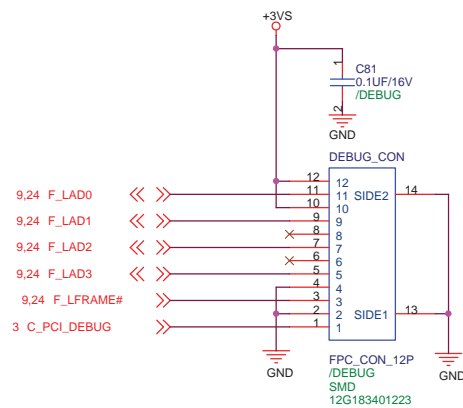 +3VS
1
C81
0.1UF/16V
/DEBUG
2
GND
DEBUG_CON
12 12
9,24 F_LAD0 11 11 SIDE2 14
10 10
9,24 F_LAD1 9 9
8 8
9,24 F_LAD2 7 7
6 6
9,24 F_LAD3 5 5
4 4
9,24 F_LFRAME# 3 3
2 2 SIDE1 13
3 C_PCI_DEBUG 1 1
FPC_CON_12P
GND GND
/DEBUG
SMD
12G183401223